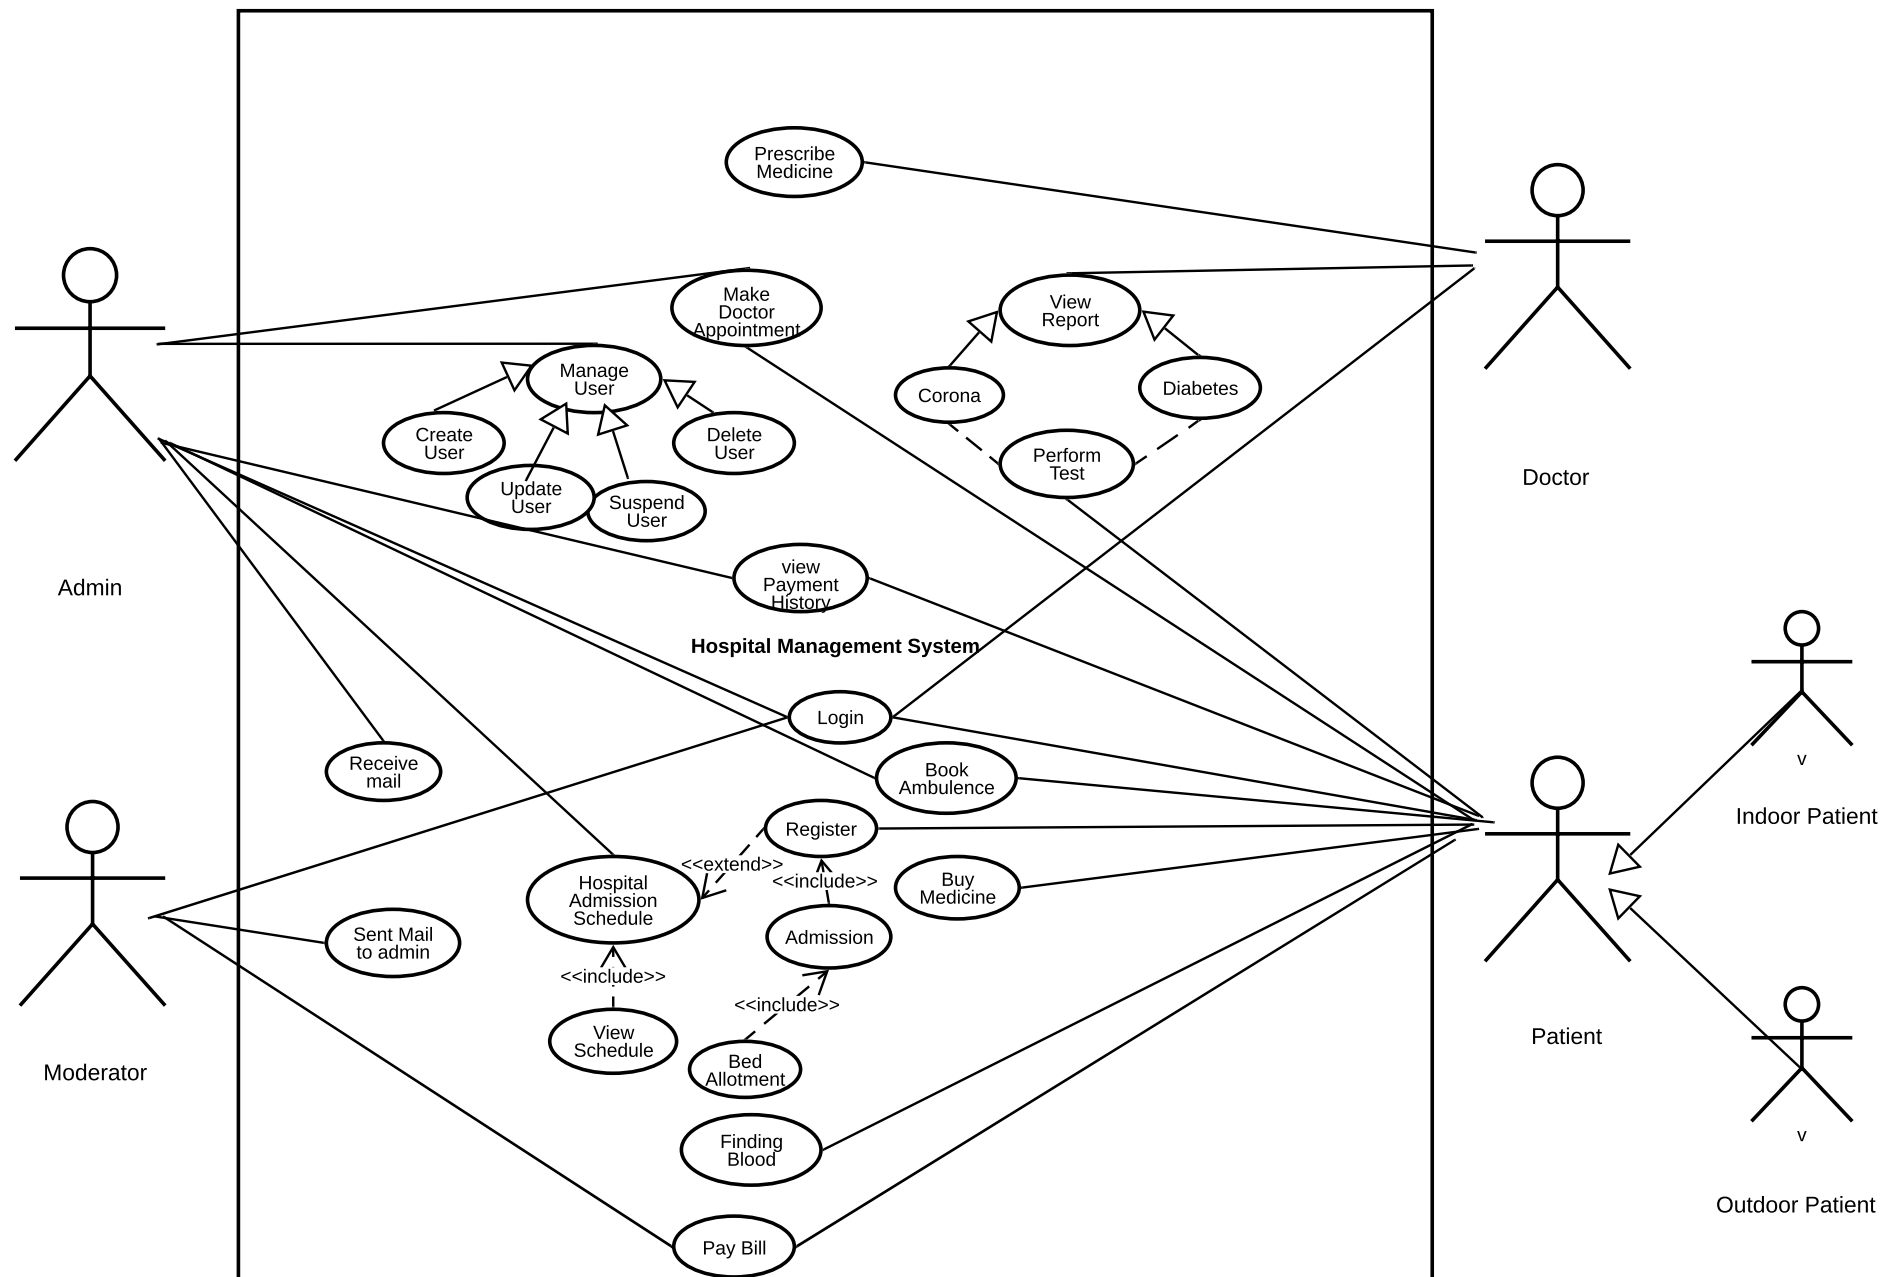 Prescribe
Medicine
Make
Doctor
Appointment
View
Report
Manage
User
Corona
Diabetes
Create
User
Delete
User
Perform
Test
Update
User
Suspend
User
Doctor
view
Payment
History
Admin
Hospital Management System
Login
Receive
mail
Book
Ambulence
v
Indoor Patient
Register
<<extend>>
<<include>>
Hospital
Admission
Schedule
Buy
Medicine
Sent Mail
to admin
Admission
<<include>>
<<include>>
View
Schedule
Patient
Moderator
Bed
Allotment
v
Finding
Blood
Outdoor Patient
Pay Bill